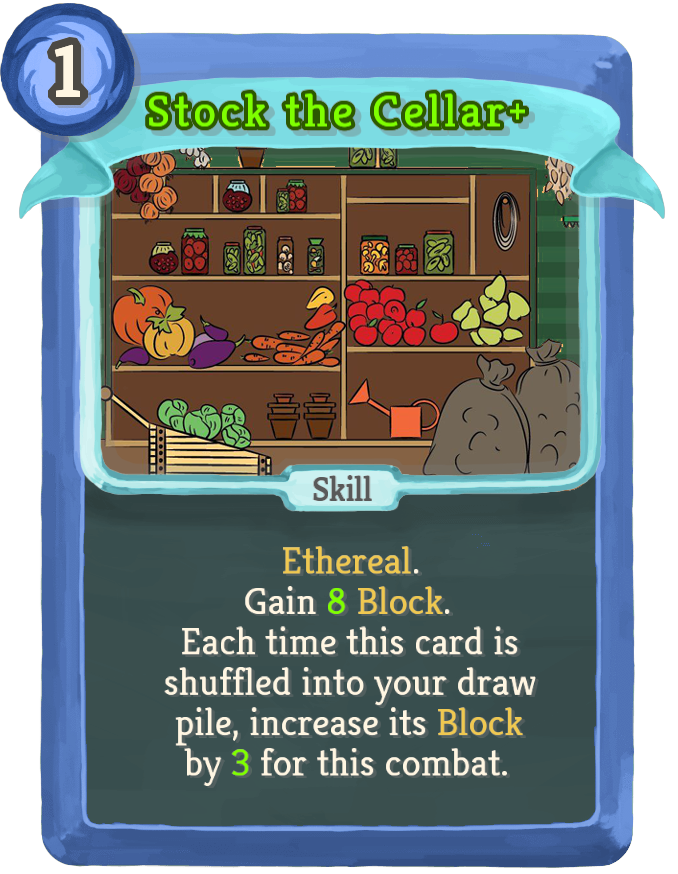 1
Stock the Cellar+
Skill
Ethereal.
Gain 8 Block.
Each time this card is
shuffled into your draw
pile, increase its Block
by 3 for this combat.